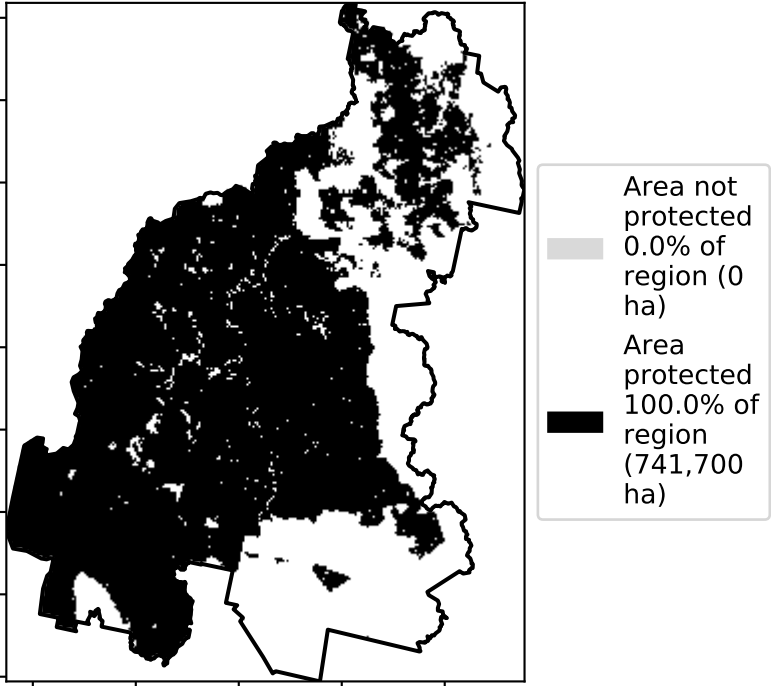 Area not
protected
0.0% of
region (0
ha)
Area
protected
100.0% of
region
(741,700
ha)